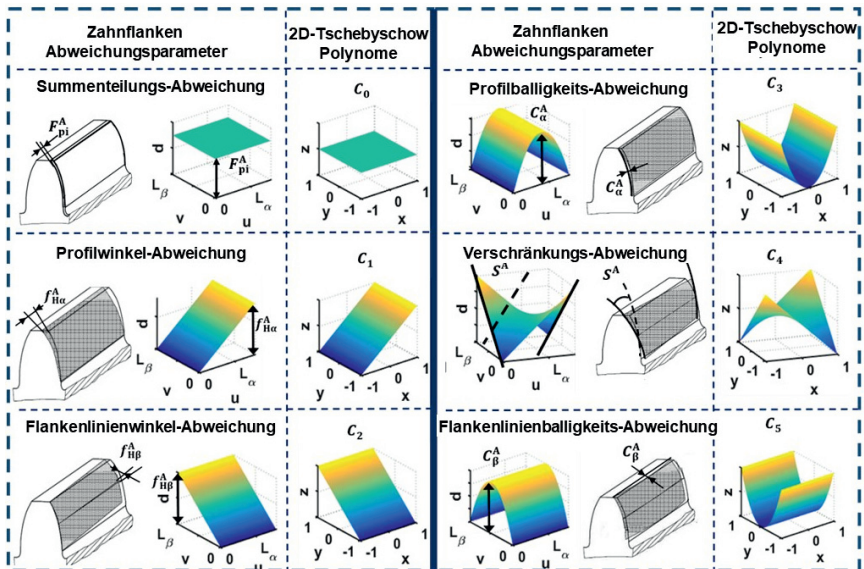 Zahnflanken
Abweichungsparameter
2D-Tschebyschow
Polynome
Summenteilungs-Abweichung
C₀
F^A_pi
d
F^A_pi
L_β
v
0
0
u
L_α
z
1
y
0
-1
-1
0
x
1
Profilwinkel-Abweichung
C₁
f^A_Hα
d
f^A_Hα
L_β
v
0
0
u
L_α
z
1
y
0
-1
-1
0
x
1
Flankenlinienwinkel-Abweichung
C₂
f^A_Hβ
f^A_Hβ
d
L_β
v
0
0
u
L_α
z
1
y
0
-1
-1
0
x
1
Zahnflanken
Abweichungsparameter
2D-Tschebyschow
Polynome
Profilballigkeits-Abweichung
C₃
C^A_α
d
C^A_α
L_β
v
0
0
u
L_α
z
1
y
0
-1
-1
0
x
1
Verschränkungs-Abweichung
C₄
S^A
S^A
d
L_β
v
0
0
u
L_α
z
1
y
0
-1
-1
0
x
1
Flankenlinienballigkeits-Abweichung
C₅
C^A_β
C^A_β
d
L_β
v
0
0
u
L_α
z
1
y
0
-1
-1
0
x
1